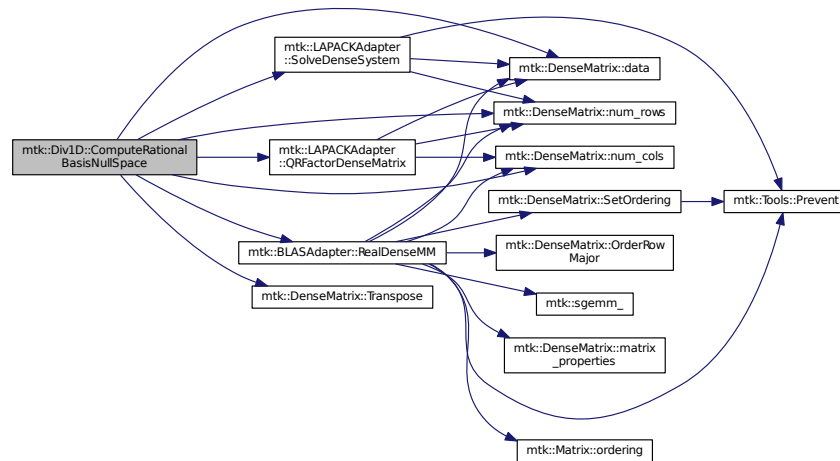 mtk::Div1D::ComputeRational
BasisNullSpace
mtk::LAPACKAdapter
::SolveDenseSystem
mtk::LAPACKAdapter
::QRFactorDenseMatrix
mtk::BLASAdapter::RealDenseMM
mtk::DenseMatrix::Transpose
mtk::DenseMatrix::data
mtk::DenseMatrix::num_rows
mtk::DenseMatrix::num_cols
mtk::DenseMatrix::SetOrdering
mtk::DenseMatrix::OrderRow
Major
mtk::sgemm_
mtk::DenseMatrix::matrix
_properties
mtk::Matrix::ordering
mtk::Tools::Prevent